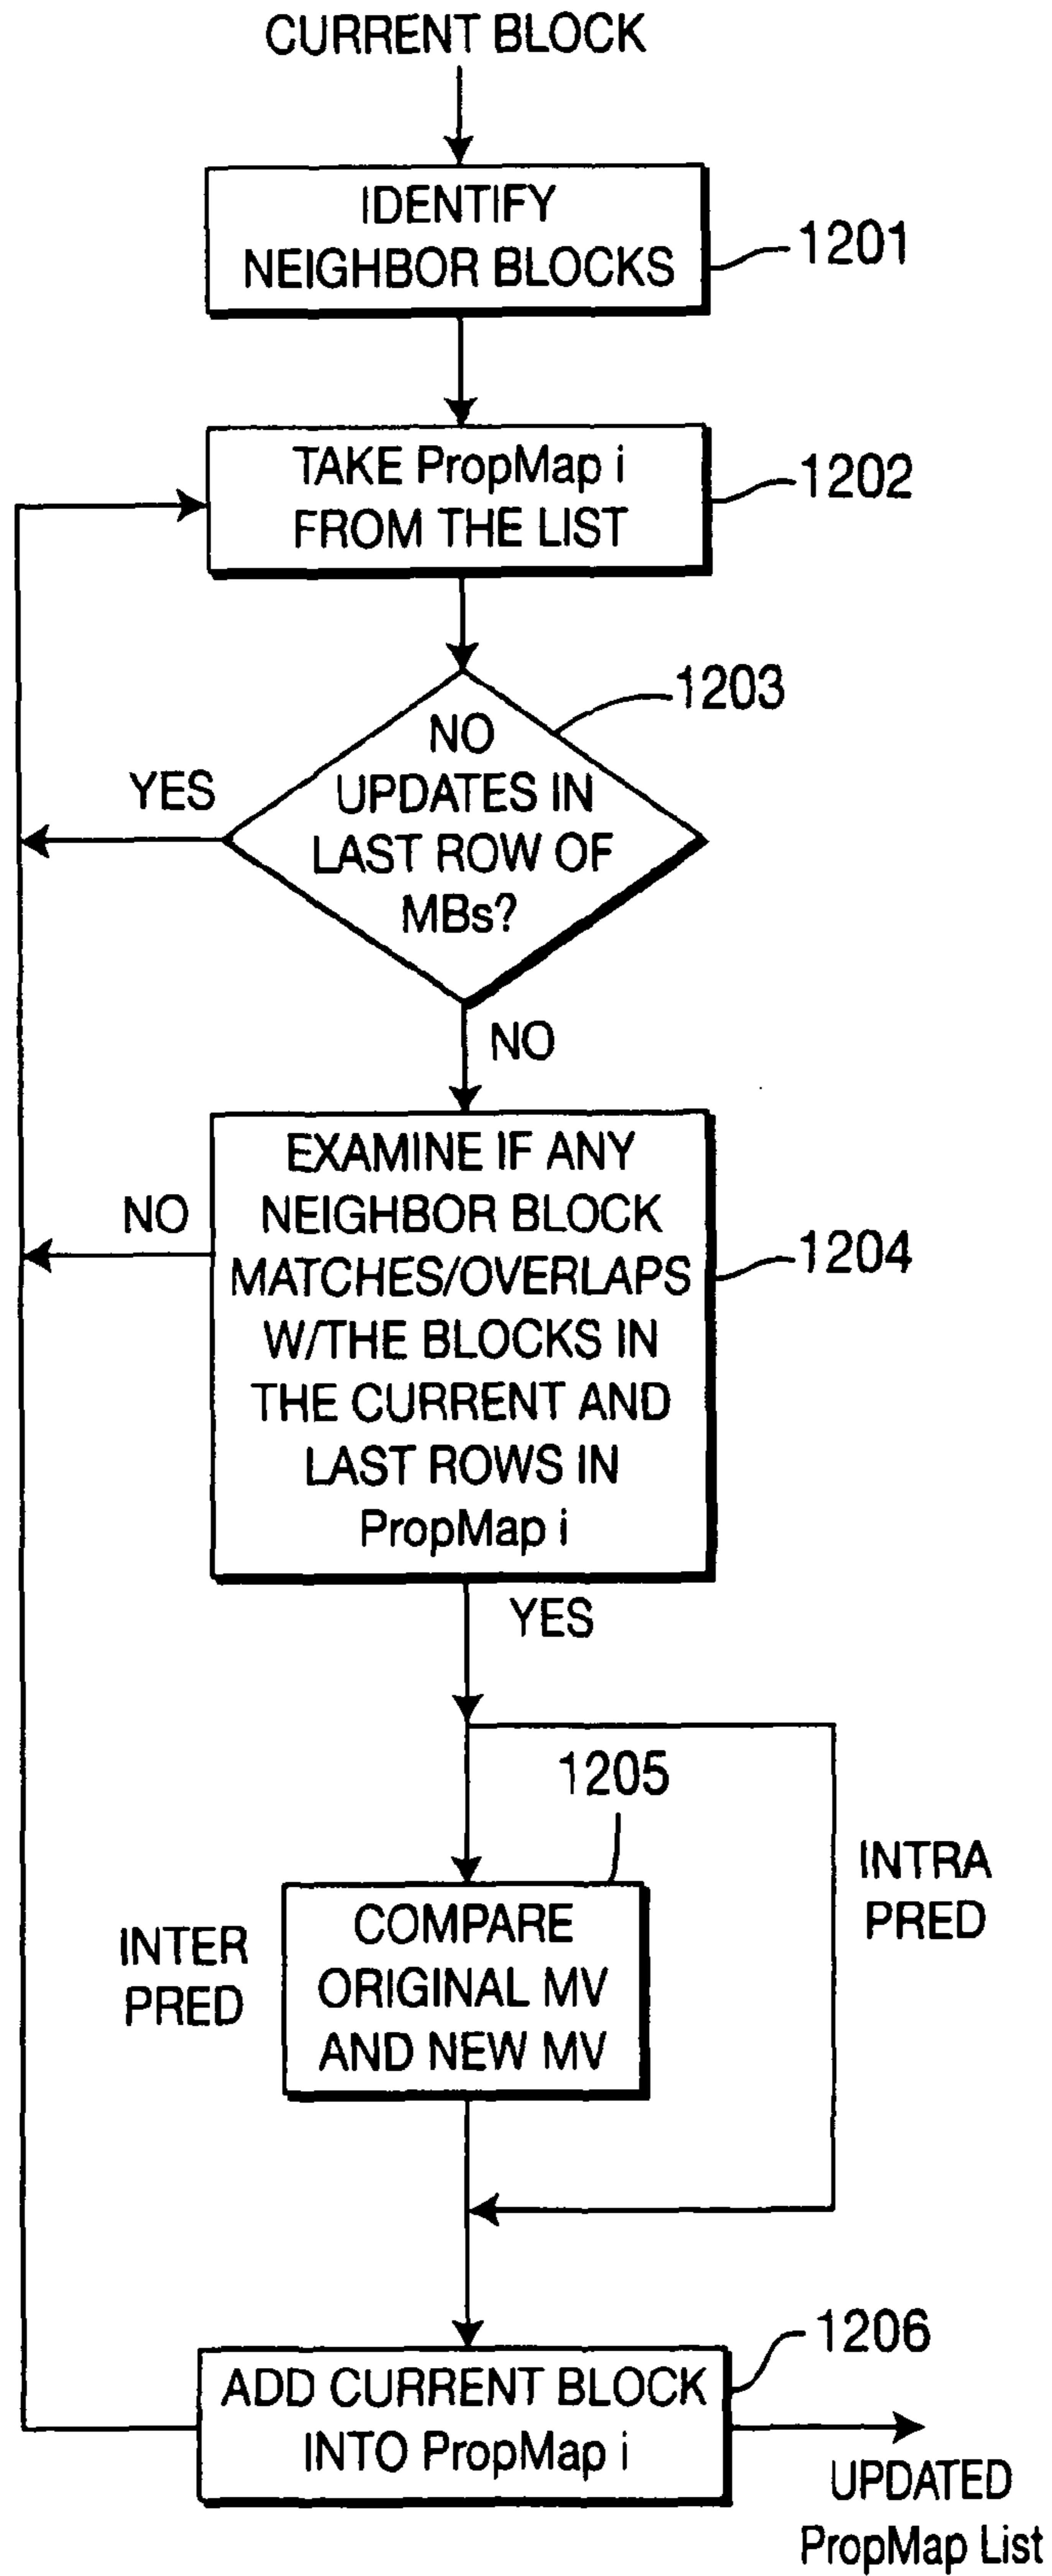 CURRENT BLOCK
IDENTIFY
NEIGHBOR BLOCKS
1201
TAKE PropMap i
FROM THE LIST
1202
1203
NO
UPDATES IN
LAST ROW OF
MBs?
YES
NO
EXAMINE IF ANY
NEIGHBOR BLOCK
MATCHES/OVERLAPS
W/THE BLOCKS IN
THE CURRENT AND
LAST ROWS IN
PropMap i
NO
1204
YES
1205
COMPARE
ORIGINAL MV
AND NEW MV
INTER
PRED
INTRA
PRED
1206
ADD CURRENT BLOCK
INTO PropMap i
UPDATED
PropMap List